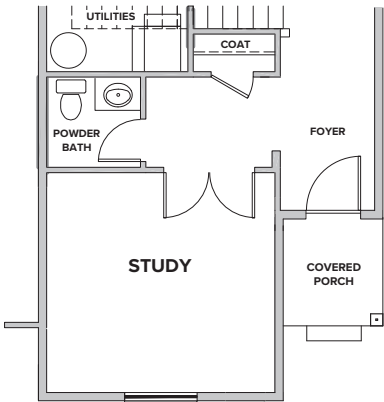 UTILITIES
COAT
POWDER
BATH
FOYER
STUDY
COVERED
PORCH